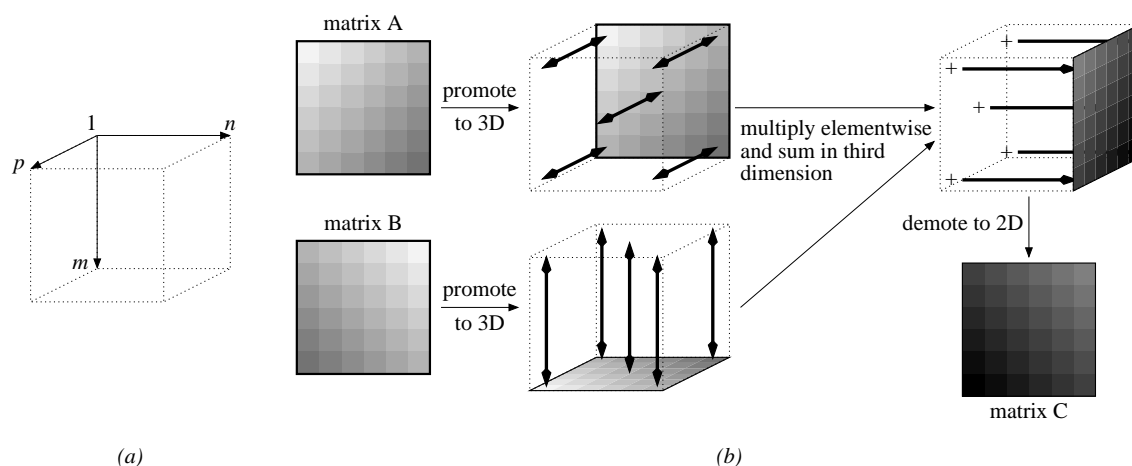 1
n
p
m
(a)
matrix A
promote
to 3D
matrix B
promote
to 3D
multiply elementwise
and sum in third
dimension
+
+
+
+
+
demote to 2D
matrix C
(b)